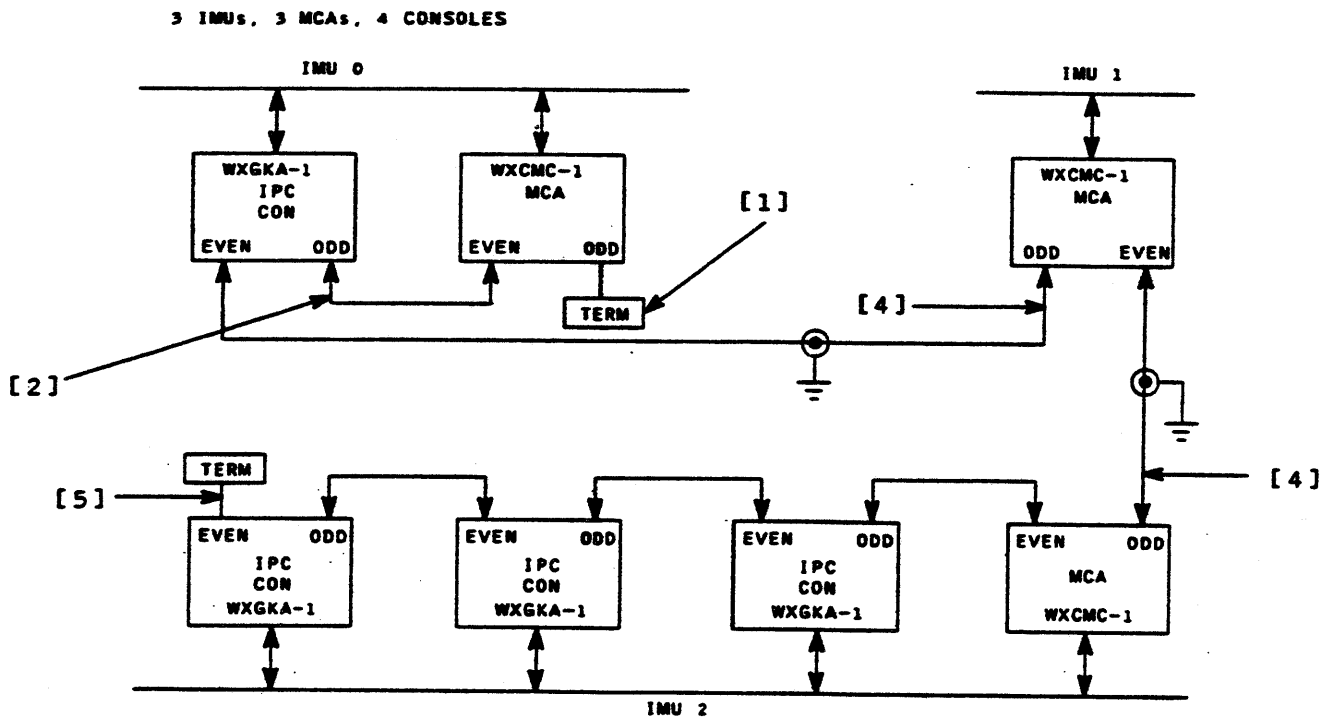 3 IMUs, 3 MCAs, 4 CONSOLES
IMU 0
IMU 1
WXGKA-1
IPC
CON
EVEN ODD
WXCMC-1
MCA
EVEN ODD
WXCMC-1
MCA
ODD EVEN
[1]
TERM
[4]
[2]
TERM
[5]
[4]
EVEN ODD
IPC
CON
WXGKA-1
EVEN ODD
IPC
CON
WXGKA-1
EVEN ODD
IPC
CON
WXGKA-1
EVEN ODD
MCA
WXCMC-1
IMU 2